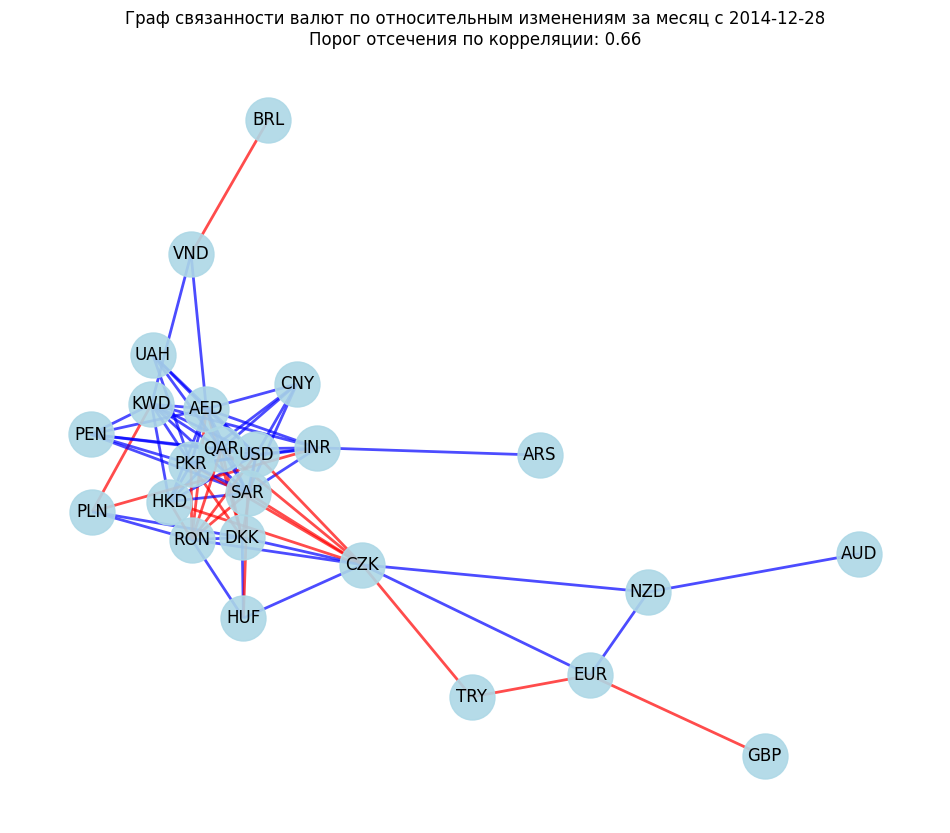 Граф связанности валют по относительным изменениям за месяц с 2014-12-28
Порог отсечения по корреляции: 0.66
BRL
VND
UAH
CNY
KWD
AED
PEN
QAR
USD
INR
ARS
PKR
SAR
HKD
PLN
RON
DKK
CZK
AUD
NZD
HUF
EUR
TRY
GBP